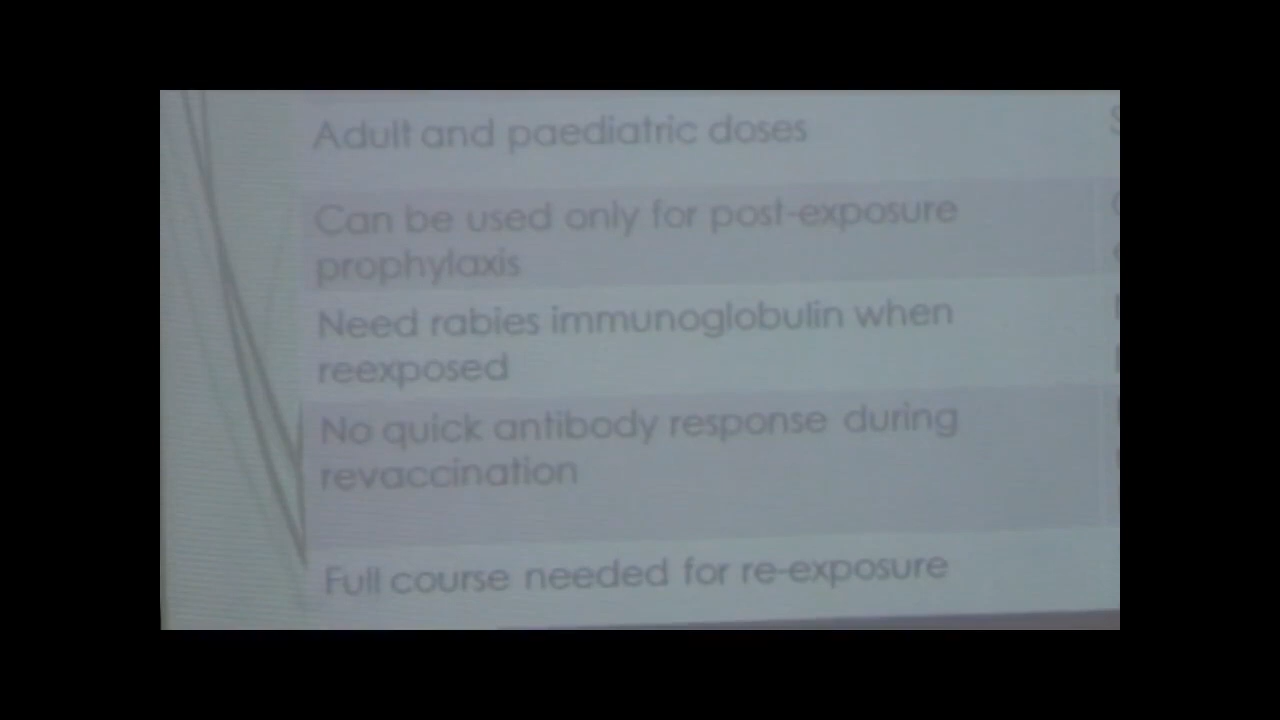 Adult and paediatric doses
Can be used only for post-exposure
prophylaxis
Need rabies immunoglobulin when
reexposed
No quick antibody response during
revaccination
Full course needed for re-exposure